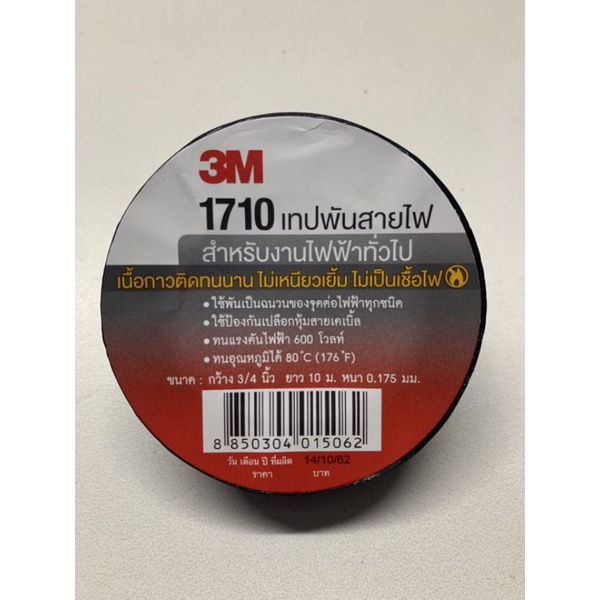 3M
1710 เทปพันสายไฟ
สำหรับงานไฟฟ้าทั่วไป
เนื้อกาวติดทนนาน ไม่เหนียวเยิ้ม ไม่เป็นเชื้อไฟ
• ใช้พันเป็นฉนวนของจุดต่อไฟฟ้าทุกชนิด
• ใช้ป้องกันเปลือกหุ้มสายเคเบิ้ล
• ทนแรงดันไฟฟ้า 600 โวลท์
• ทนอุณหภูมิได้ 80°C (176°F)
ขนาด : กว้าง 3/4 นิ้ว ยาว 10 ม. หนา 0.175 มม.
8 850304 015062
วัน เดือน ปี ที่ผลิต 14/10/62
ราคา บาท